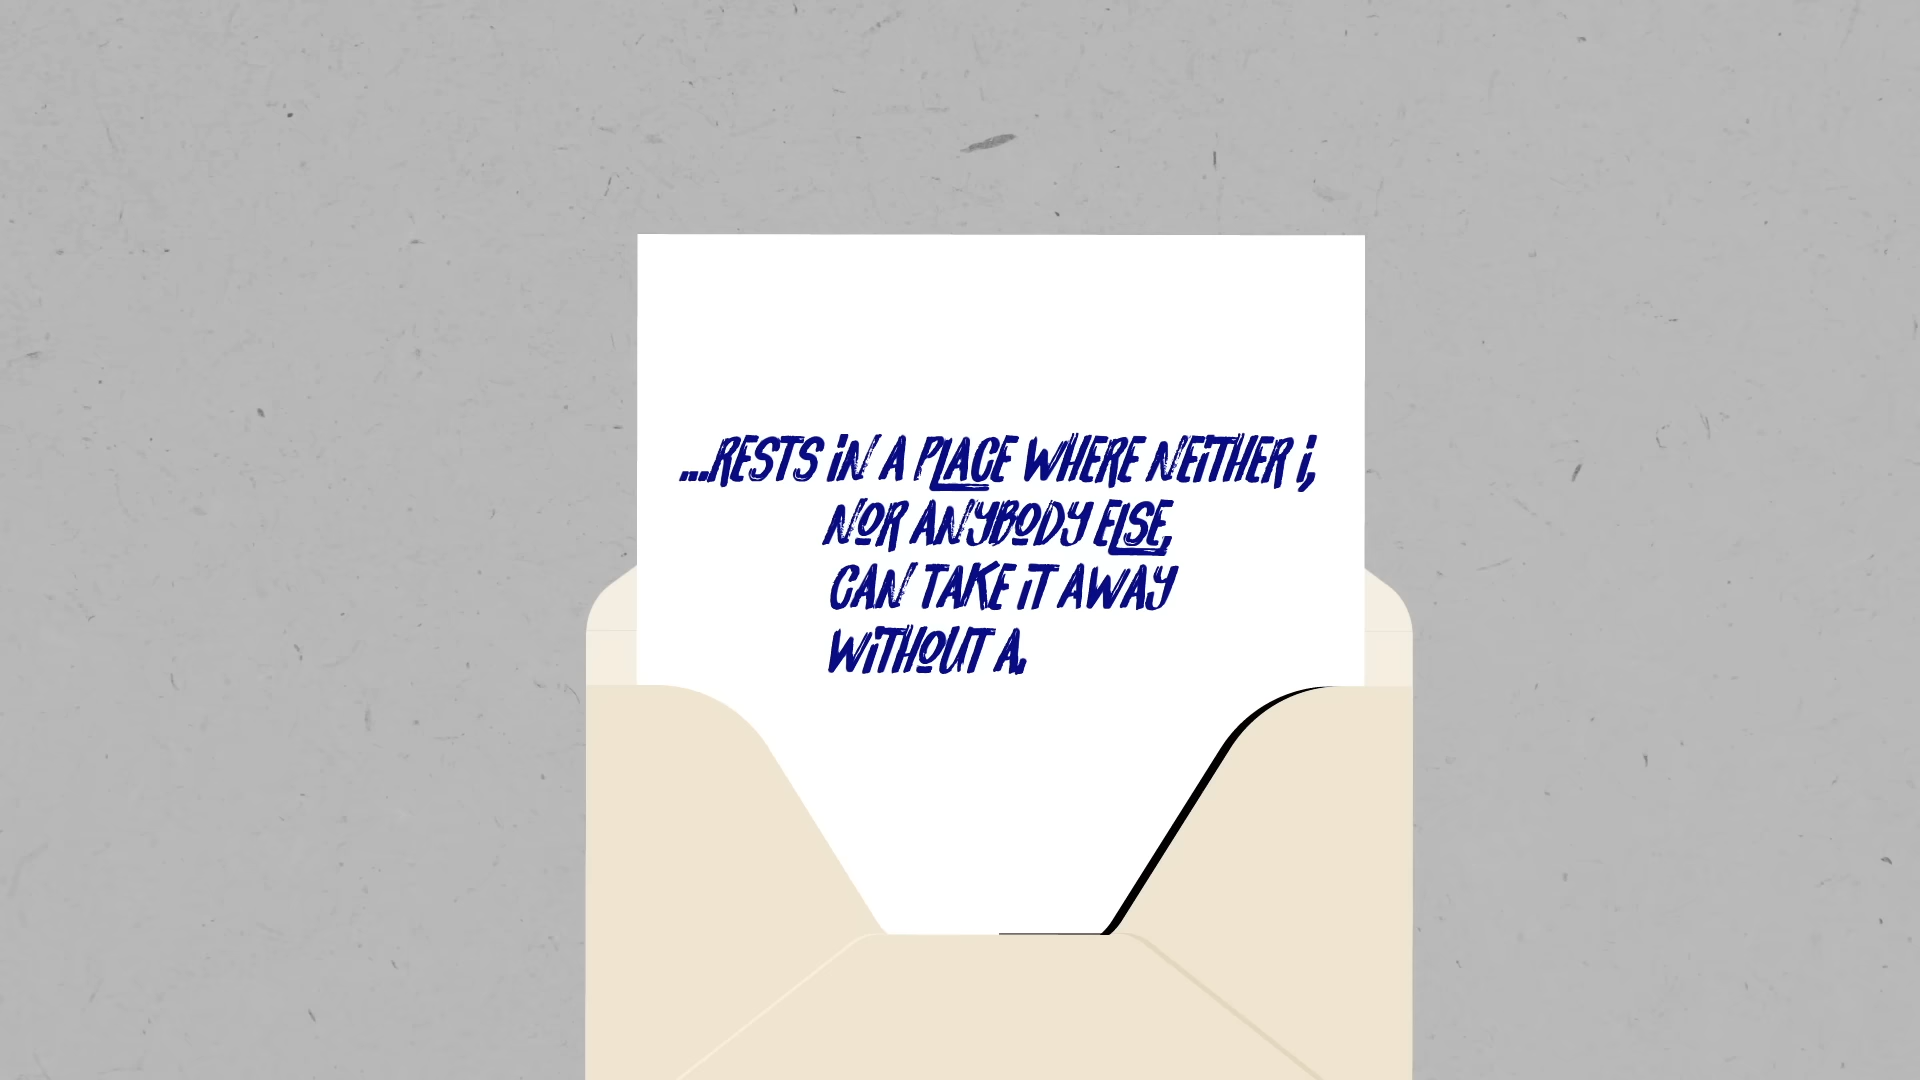 ...RESTS IN A PLACE WHERE NEITHER I,
NOR ANYBODY ELSE,
CAN TAKE IT AWAY
WITHOUT A.